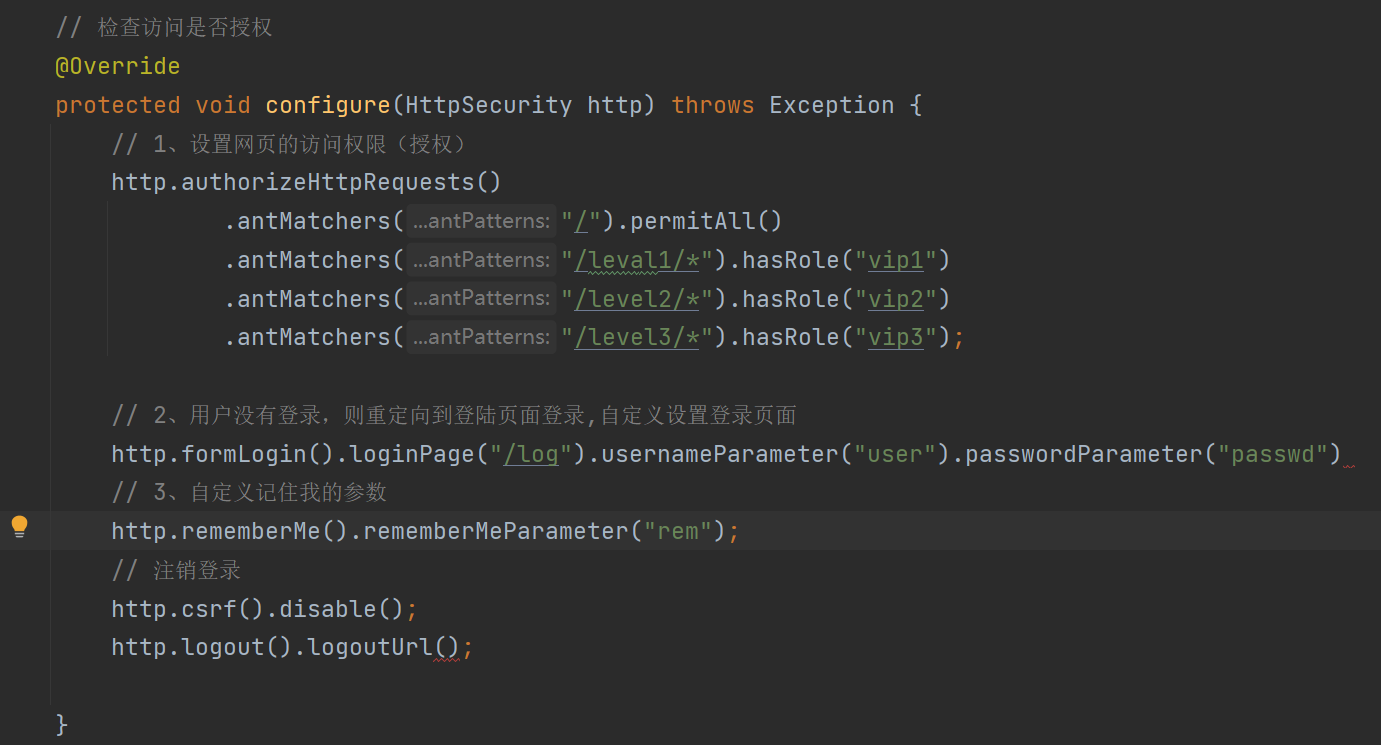 // 检查访问是否授权
@Override
protected void configure(HttpSecurity http) throws Exception {
// 1、设置网页的访问权限（授权）
http.authorizeHttpRequests()
.antMatchers( ...antPatterns: "/").permitAll()
.antMatchers( ...antPatterns: "/leval1/*").hasRole("vip1")
.antMatchers( ...antPatterns: "/level2/*").hasRole("vip2")
.antMatchers( ...antPatterns: "/level3/*").hasRole("vip3");
// 2、用户没有登录，则重定向到登陆页面登录,自定义设置登录页面
http.formLogin().loginPage("/log").usernameParameter("user").passwordParameter("passwd")
// 3、自定义记住我的参数
http.rememberMe().rememberMeParameter("rem");
// 注销登录
http.csrf().disable();
http.logout().logoutUrl();
}